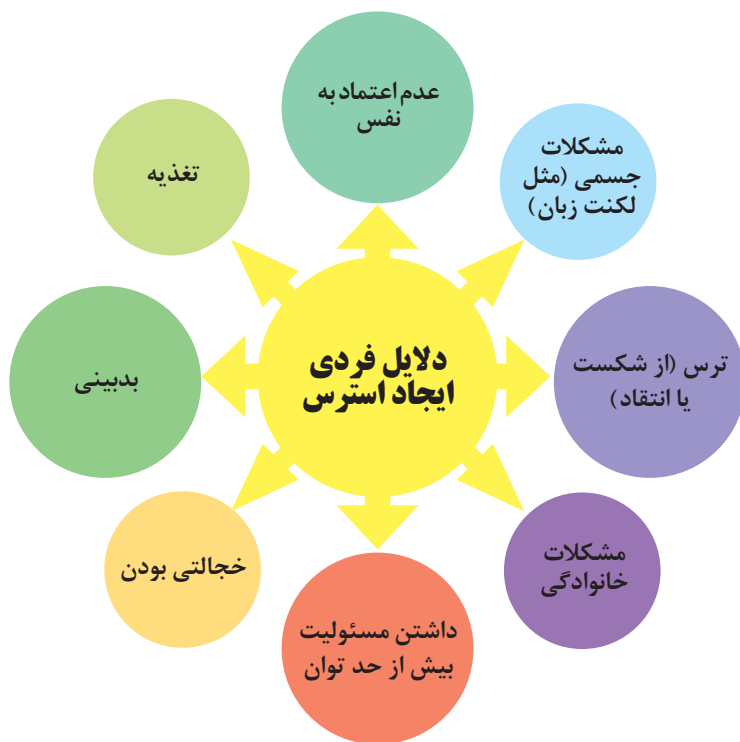 دلایل فردی
ایجاد استرس
عدم اعتماد به
نفس
مشکلات
جسمی (مثل
لکنت زبان)
ترس (از شکست
یا انتقاد)
مشکلات
خانوادگی
داشتن مسئولیت
بیش از حد توان
خجالتی بودن
بدبینی
تغذیه